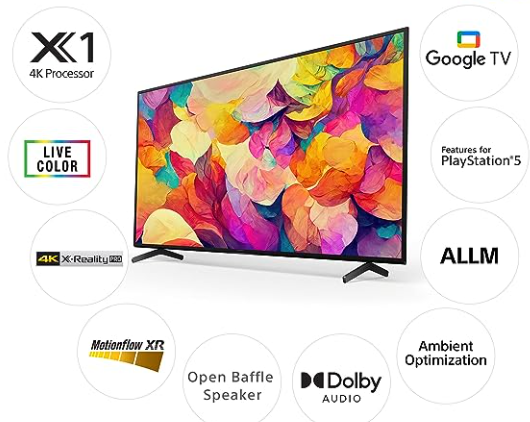 X1
4K Processor
Google TV
LIVE
COLOR
Features for
PlayStation®5
4K X-Reality PRO
ALLM
Motionflow XR
Open Baffle
Speaker
Dolby
AUDIO
Ambient
Optimization